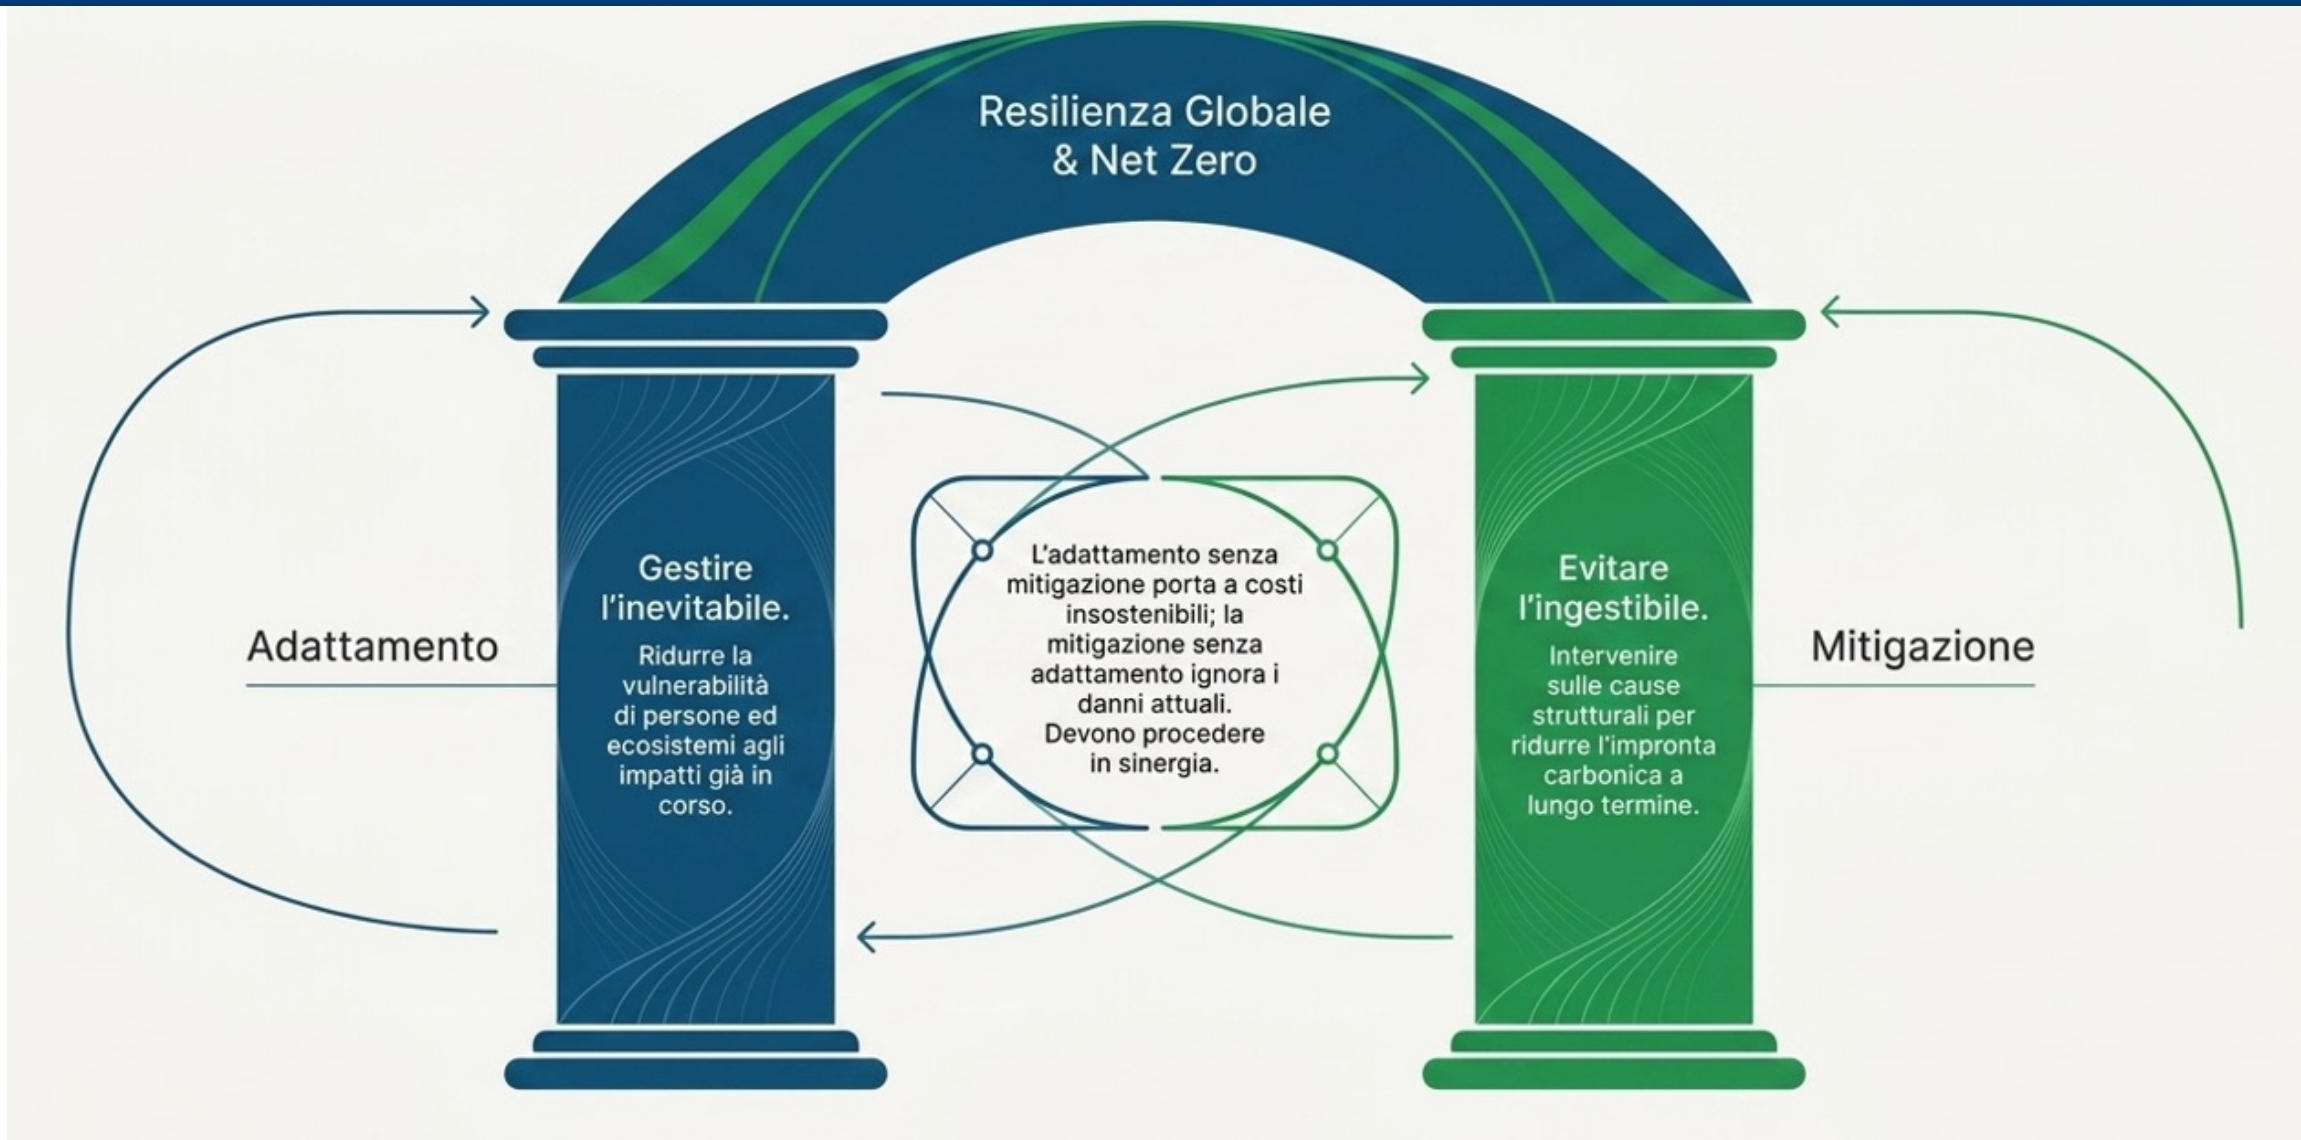 Resilienza Globale
& Net Zero
Adattamento
Gestire
l'inevitabile.
Ridurre la
vulnerabilità
di persone ed
ecosistemi agli
impatti già in
corso.
L'adattamento senza
mitigazione porta a costi
insostenibili; la
mitigazione senza
adattamento ignora i
danni attuali.
Devono procedere
in sinergia.
Evitare
l'ingestibile.
Intervenire
sulle cause
strutturali per
ridurre l'impronta
carbonica a
lungo termine.
Mitigazione